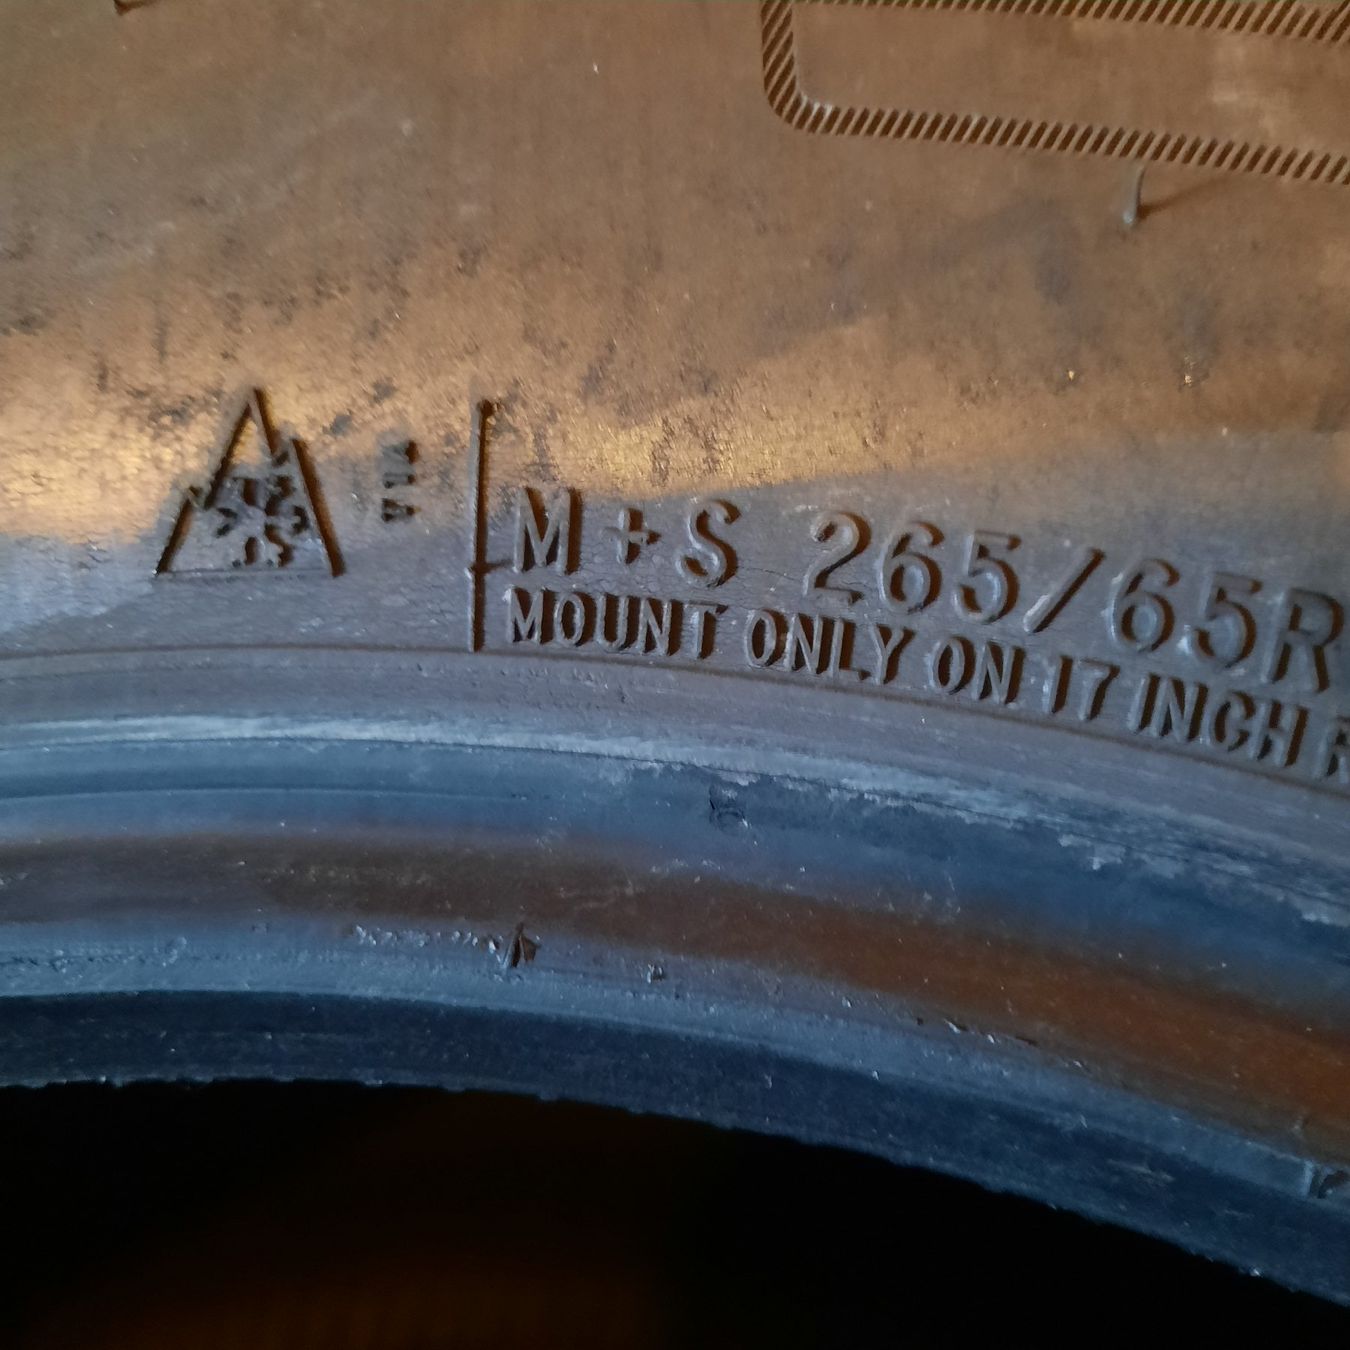 M+S 265/65R
MOUNT ONLY ON 17 INCH